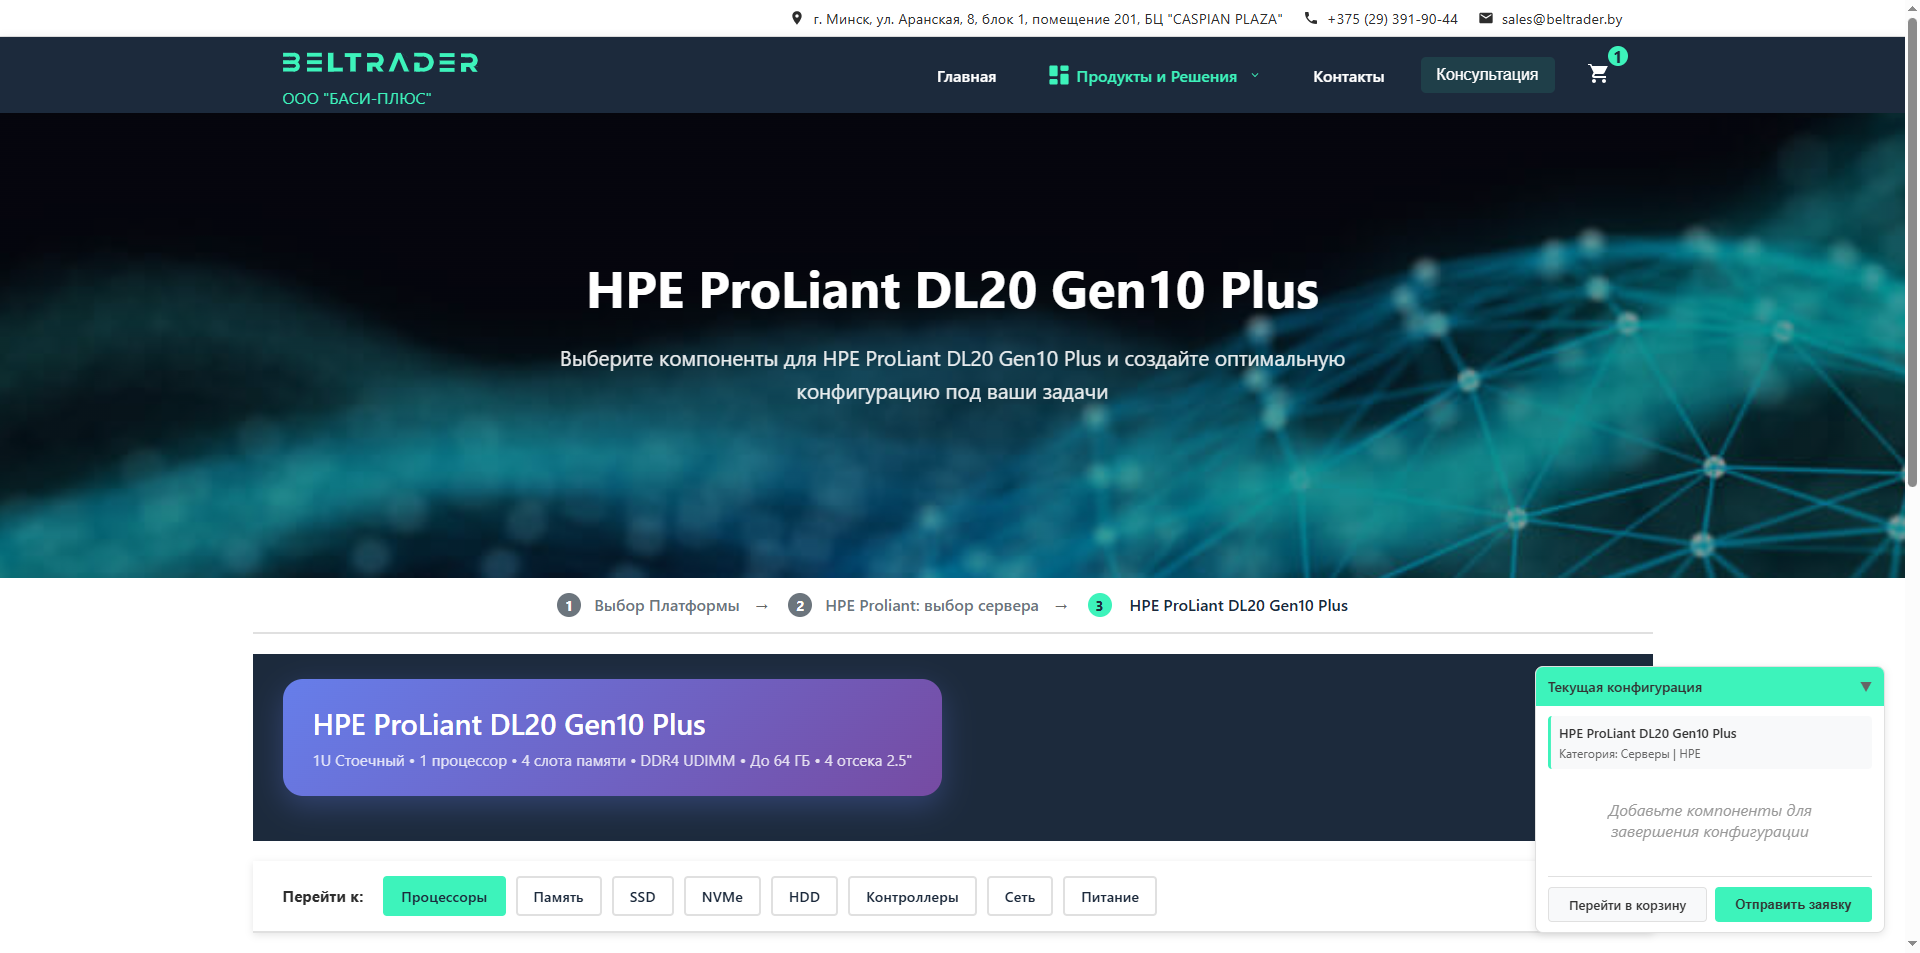 г. Минск, ул. Аранская, 8, блок 1, помещение 201, БЦ "CASPIAN PLAZA" +375 (29) 391-90-44 sales@beltrader.by
BELTRADER
ООО "БАСИ-ПЛЮС"
Главная Продукты и Решения Контакты Консультация 1
HPE ProLiant DL20 Gen10 Plus
Выберите компоненты для HPE ProLiant DL20 Gen10 Plus и создайте оптимальную
конфигурацию под ваши задачи
1 Выбор Платформы → 2 HPE Proliant: выбор сервера → 3 HPE ProLiant DL20 Gen10 Plus
HPE ProLiant DL20 Gen10 Plus
1U Стоечный • 1 процессор • 4 слота памяти • DDR4 UDIMM • До 64 ГБ • 4 отсека 2.5"
Перейти к: Процессоры Память SSD NVMe HDD Контроллеры Сеть Питание
Текущая конфигурация ▼
HPE ProLiant DL20 Gen10 Plus
Категория: Серверы | HPE
Добавьте компоненты для
завершения конфигурации
Перейти в корзину Отправить заявку